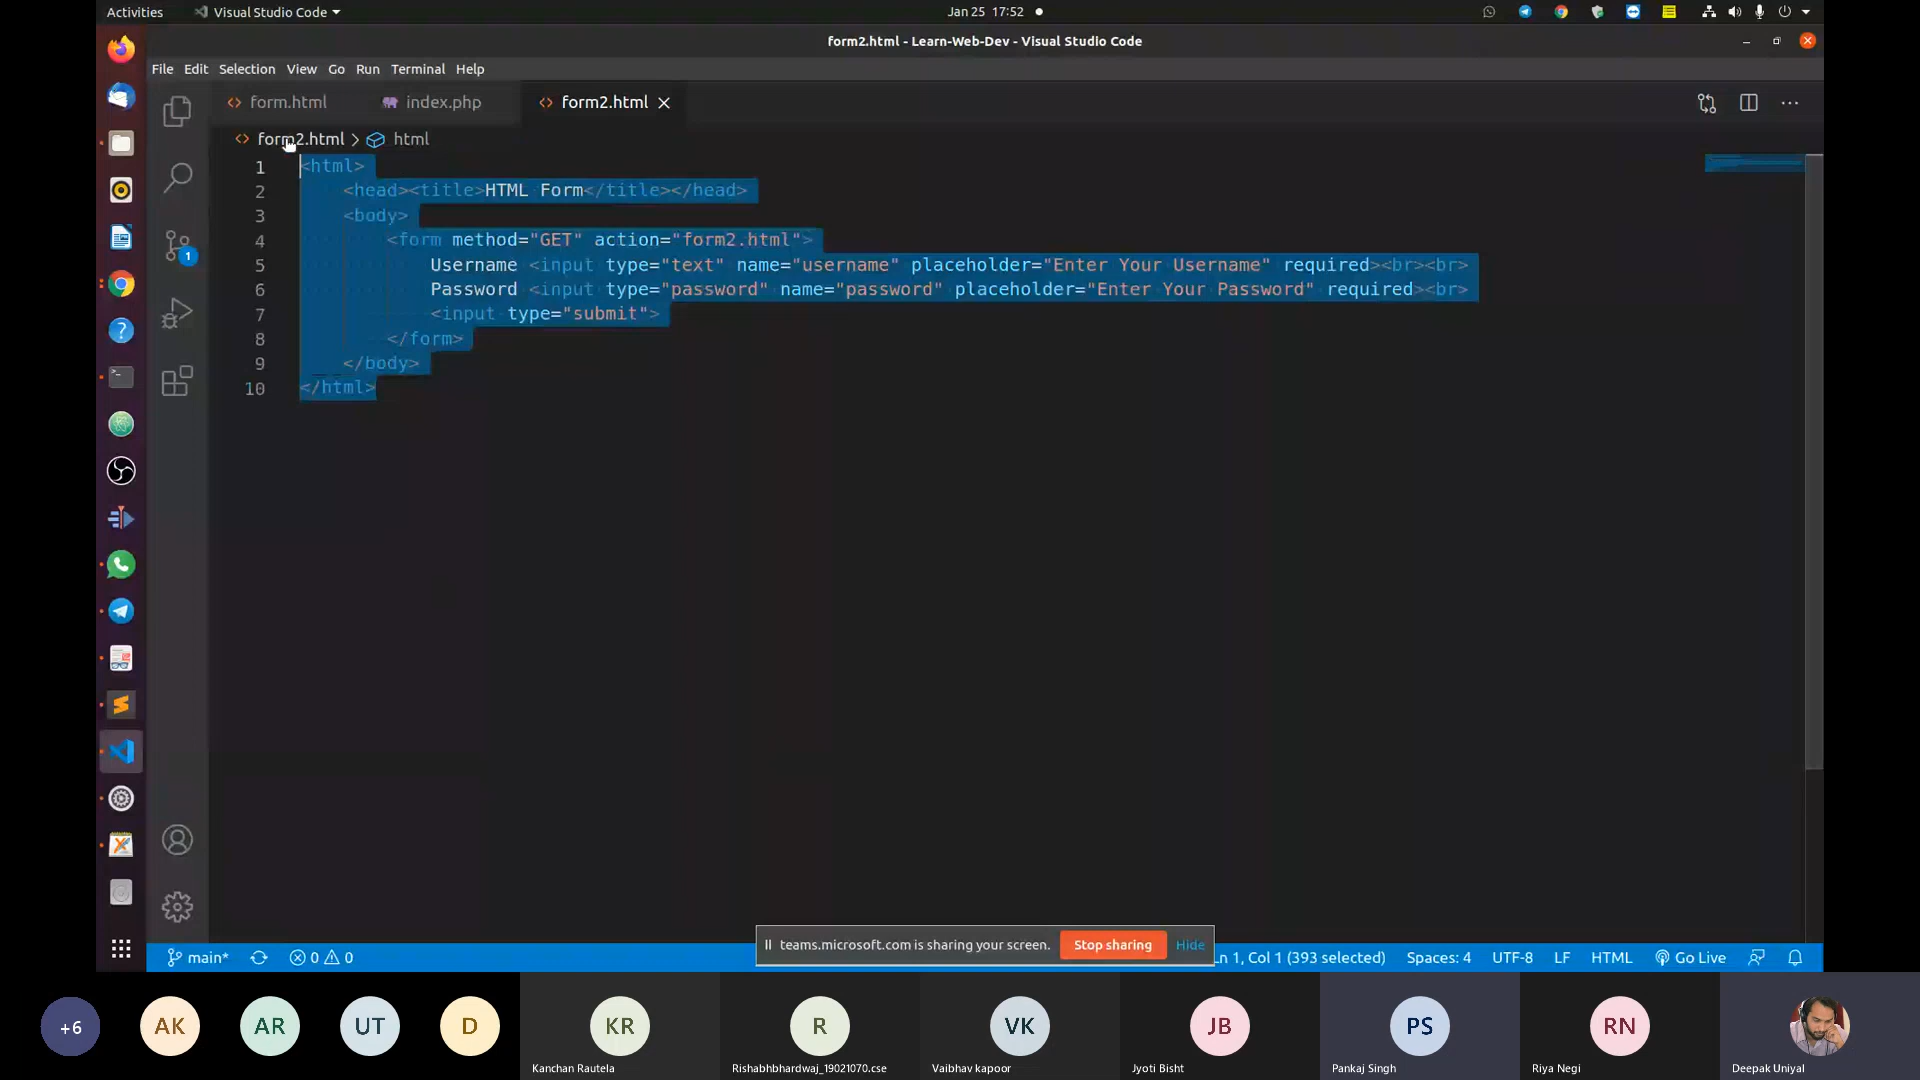 Activities
Visual Studio Code
Jan 25 17:52
form2.html - Learn-Web-Dev - Visual Studio Code
File Edit Selection View Go Run Terminal Help
form.html
index.php
form2.html
form2.html > html
1 <html>
2 <head><title>HTML Form</title></head>
3 <body>
4 <form method="GET" action="form2.html">
5 Username <input type="text" name="username" placeholder="Enter Your Username" required><br><br>
6 Password <input type="password" name="password" placeholder="Enter Your Password" required><br>
7 <input type="submit">
8 </form>
9 </body>
10 </html>
1
teams.microsoft.com is sharing your screen. Stop sharing Hide
main* 0 0 Ln 1, Col 1 (393 selected) Spaces: 4 UTF-8 LF HTML Go Live
+6 AK AR UT D KR R VK JB PS RN
Kanchan Rautela Rishabhbhardwaj_19021070.cse Vaibhav kapoor Jyoti Bisht Pankaj Singh Riya Negi Deepak Uniyal